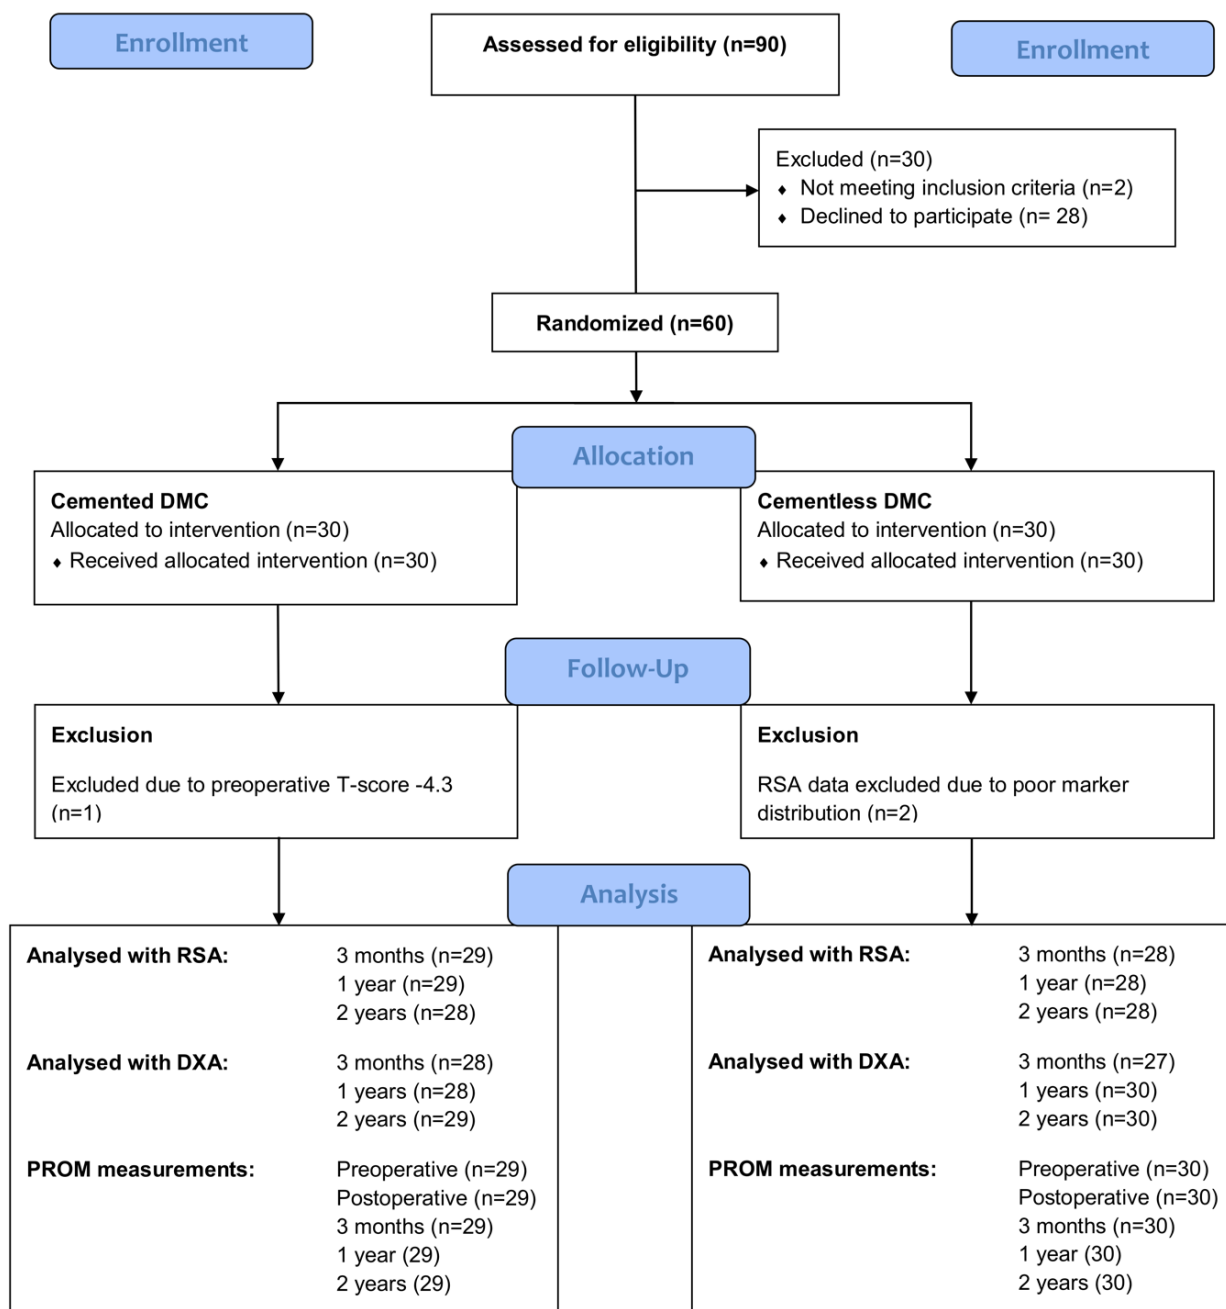 Enrollment
Assessed for eligibility (n=90)
Enrollment
Excluded (n=30)
♦ Not meeting inclusion criteria (n=2)
♦ Declined to participate (n= 28)
Randomized (n=60)
Allocation
Cemented DMC
Allocated to intervention (n=30)
♦ Received allocated intervention (n=30)
Cementless DMC
Allocated to intervention (n=30)
♦ Received allocated intervention (n=30)
Follow-Up
Exclusion
Excluded due to preoperative T-score -4.3
(n=1)
Exclusion
RSA data excluded due to poor marker
distribution (n=2)
Analysis
Analysed with RSA: 3 months (n=29)
1 year (n=29)
2 years (n=28)
Analysed with DXA: 3 months (n=28)
1 years (n=28)
2 years (n=29)
PROM measurements: Preoperative (n=29)
Postoperative (n=29)
3 months (n=29)
1 year (29)
2 years (29)
Analysed with RSA: 3 months (n=28)
1 year (n=28)
2 years (n=28)
Analysed with DXA: 3 months (n=27)
1 years (n=30)
2 years (n=30)
PROM measurements: Preoperative (n=30)
Postoperative (n=30)
3 months (n=30)
1 year (30)
2 years (30)